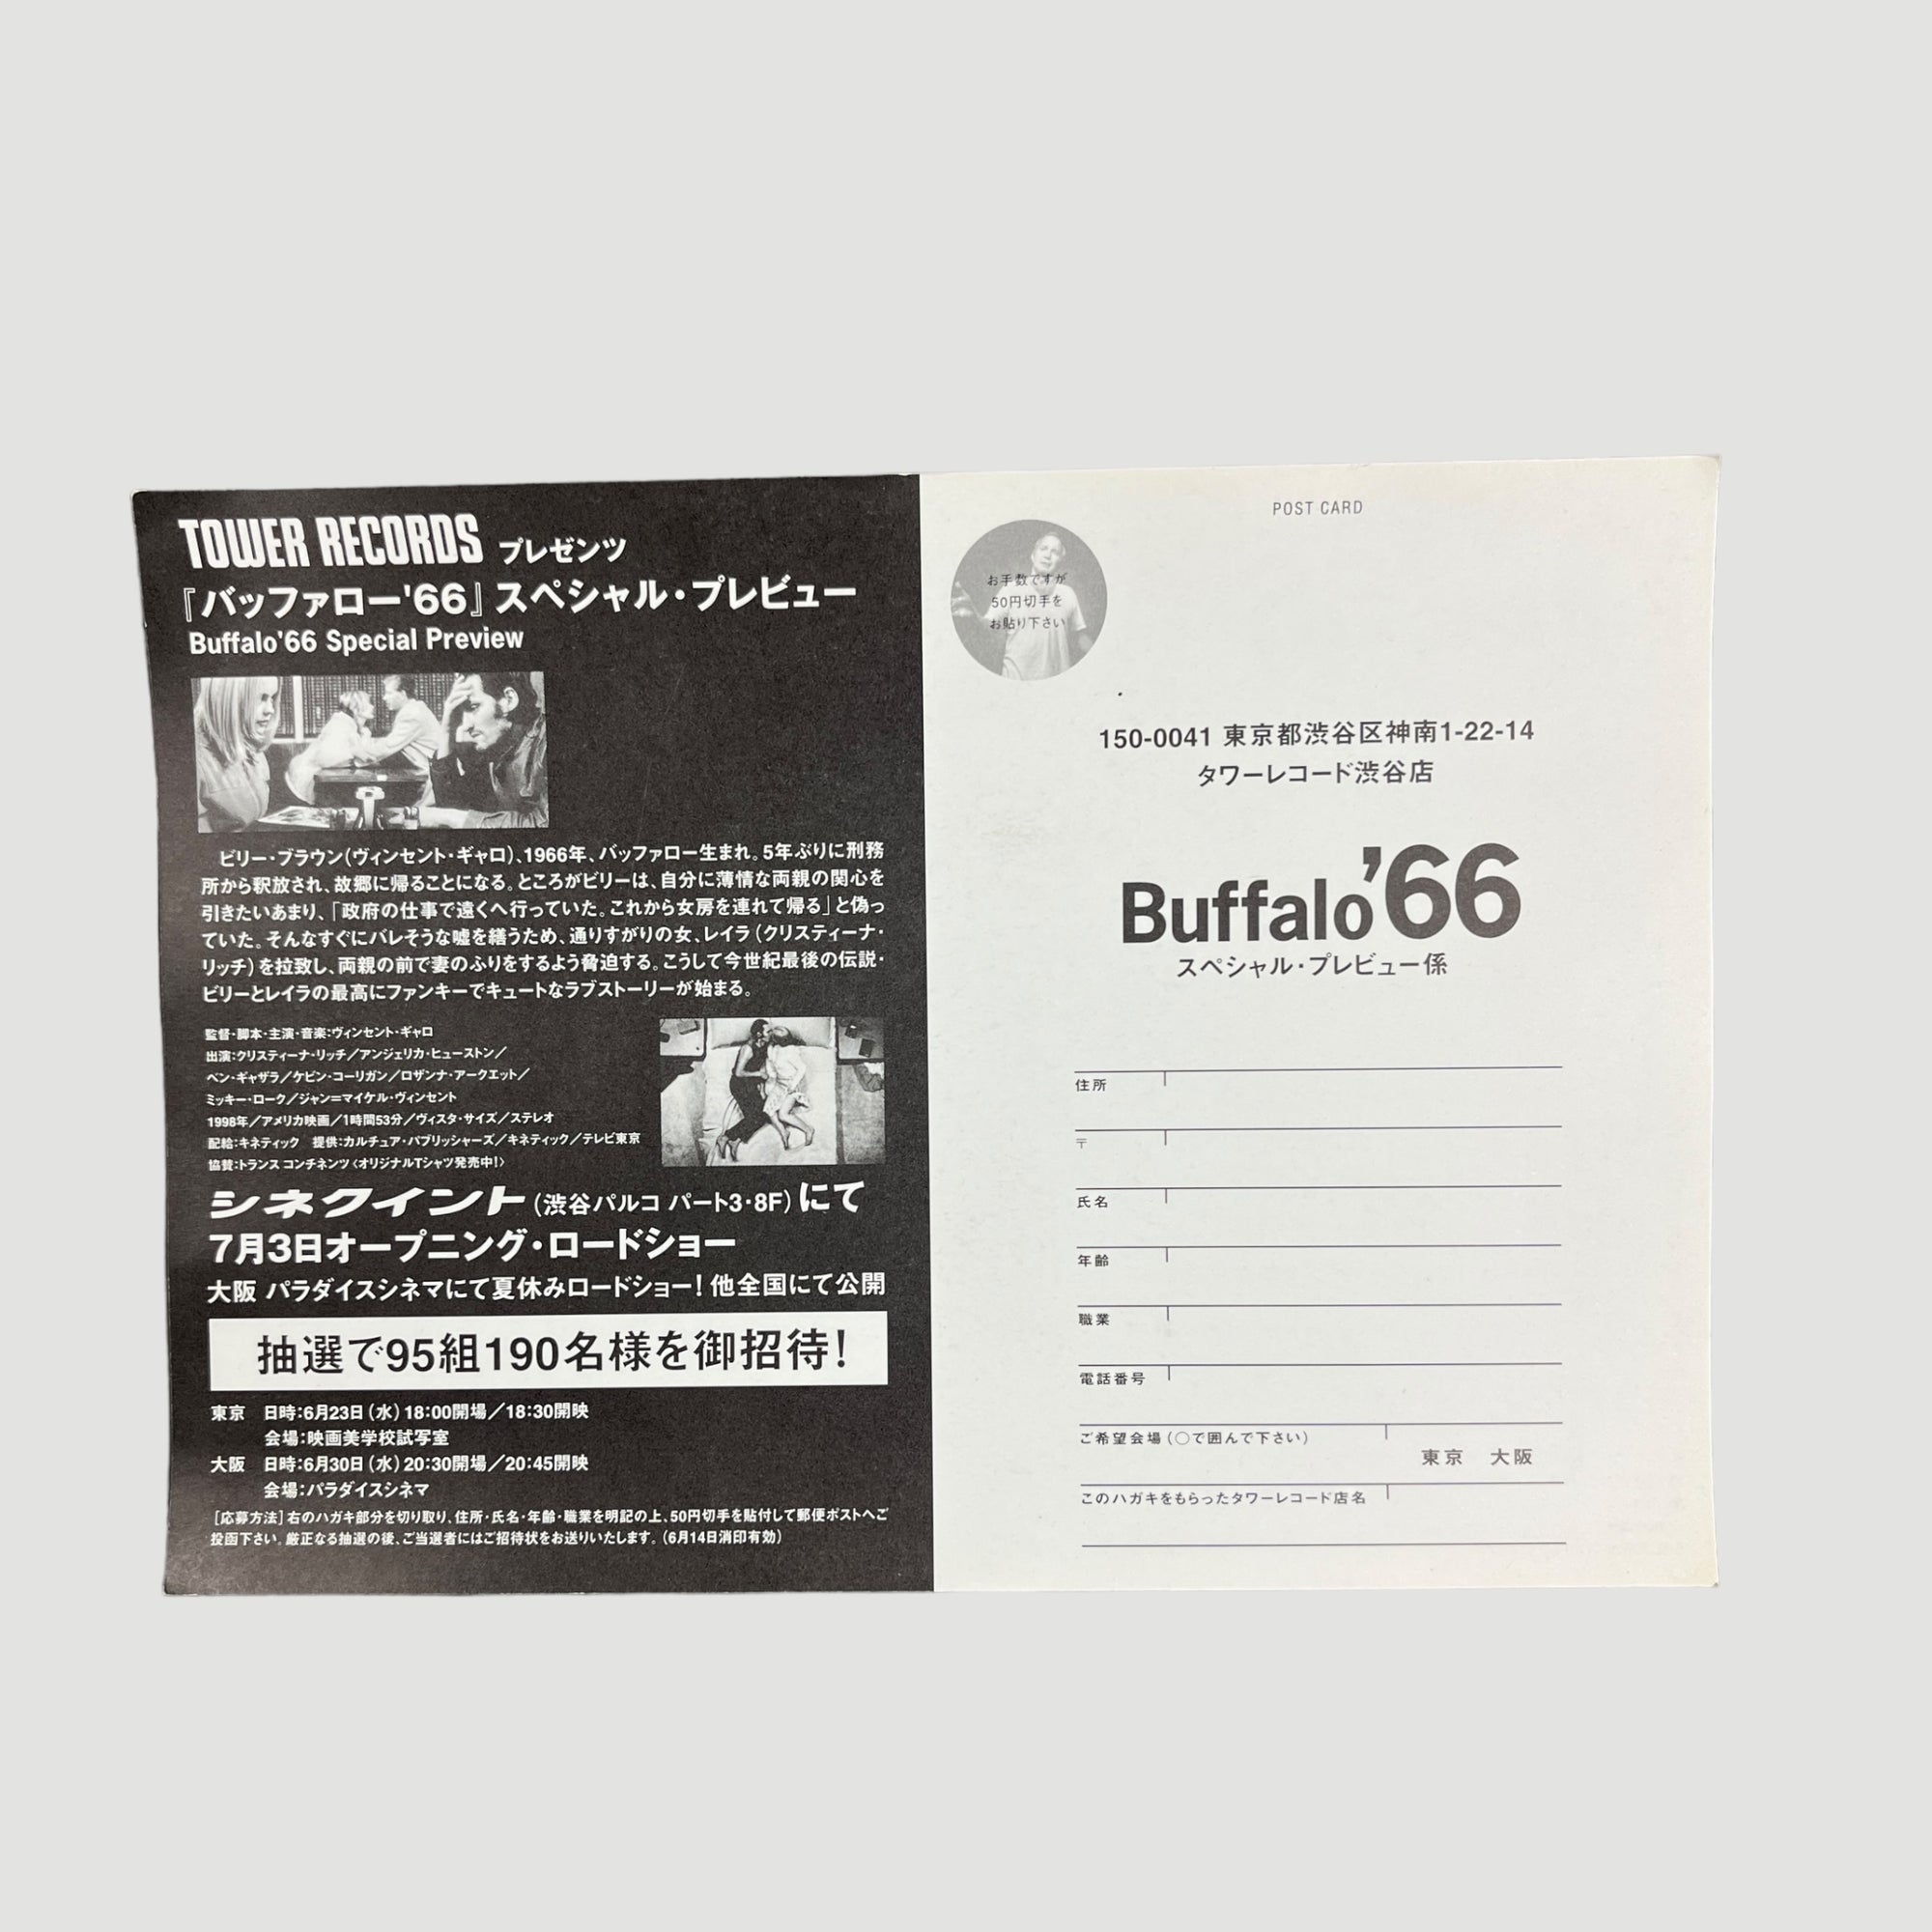 TOWER RECORDS プレゼンツ
『バッファロー'66』スペシャル・プレビュー
Buffalo'66 Special Preview
ビリー・ブラウン(ヴィンセント・ギャロ)、1966年、バッファロー生まれ。5年ぶりに刑務
所から釈放され、故郷に帰ることになる。ところがビリーは、自分に薄情な両親の関心を
引きたいあまり、「政府の仕事で遠くへ行っていた。これから女房を連れて帰る」と偽っ
ていた。そんなすぐにバレそうな嘘を繕うため、通りすがりの女、レイラ(クリスティーナ・
リッチ)を拉致し、両親の前で妻のふりをするよう脅迫する。こうして今世紀最後の伝説・
ビリーとレイラの最高にファンキーでキュートなラブストーリーが始まる。
監督・脚本・主演・音楽:ヴィンセント・ギャロ
出演:クリスティーナ・リッチ/アンジェリカ・ヒューストン/
ベン・ギャザラ/ケビン・コーリガン/ロザンナ・アークエット/
ミッキー・ローク/ジャン=マイケル・ヴィンセント
1998年/アメリカ映画/1時間53分/ヴィスタ・サイズ/ステレオ
配給:キネティック 提供:カルチュア・パブリッシャーズ/キネティック/テレビ東京
協賛:トランス コンチネンツ〈オリジナルTシャツ発売中!〉
シネクイント(渋谷パルコ パート3・8F)にて
7月3日オープニング・ロードショー
大阪 パラダイスシネマにて夏休みロードショー! 他全国にて公開
抽選で95組190名様を御招待!
東京 日時:6月23日(水)18:00開場/18:30開映
会場:映画美学校試写室
大阪 日時:6月30日(水)20:30開場/20:45開映
会場:パラダイスシネマ
[応募方法]右のハガキ部分を切り取り、住所・氏名・年齢・職業を明記の上、50円切手を貼付して郵便ポストへご
投函下さい。厳正なる抽選の後、ご当選者にはご招待状をお送りいたします。(6月14日消印有効)
POST CARD
お手数ですが
50円切手を
お貼り下さい
150-0041 東京都渋谷区神南1-22-14
タワーレコード渋谷店
Buffalo'66
スペシャル・プレビュー係
住所
〒
氏名
年齢
職業
電話番号
ご希望会場(○で囲んで下さい)
東京 大阪
このハガキをもらったタワーレコード店名